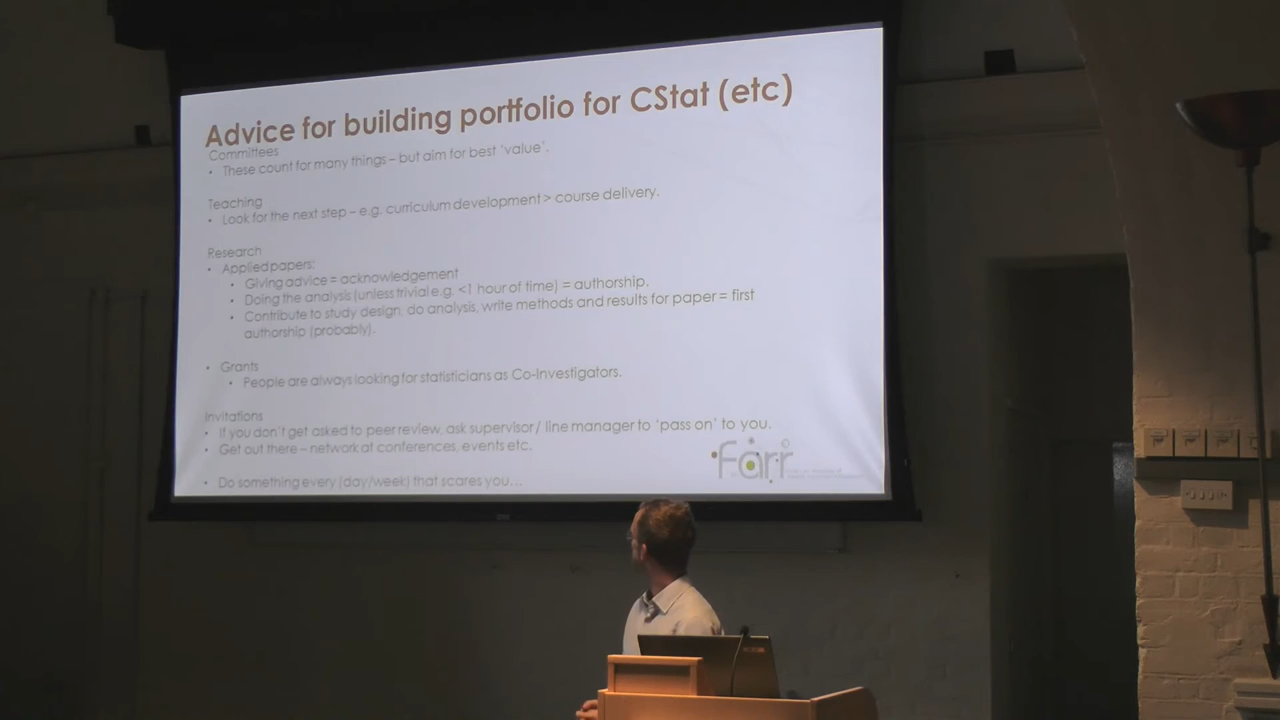 Advice for building portfolio for CStat (etc)
Committees
• These count for many things – but aim for best 'value'.
Teaching
• Look for the next step – e.g. curriculum development > course delivery.
Research
• Applied papers:
• Giving advice = acknowledgement
• Doing the analysis (unless trivial e.g. <1 hour of time) = authorship.
• Contribute to study design, do analysis, write methods and results for paper = first
authorship (probably).
• Grants
• People are always looking for statisticians as Co-Investigators.
Invitations
• If you don't get asked to peer review, ask supervisor / line manager to 'pass on' to you.
• Get out there – network at conferences, events etc.
• Do something every (day/week) that scares you…
Farr